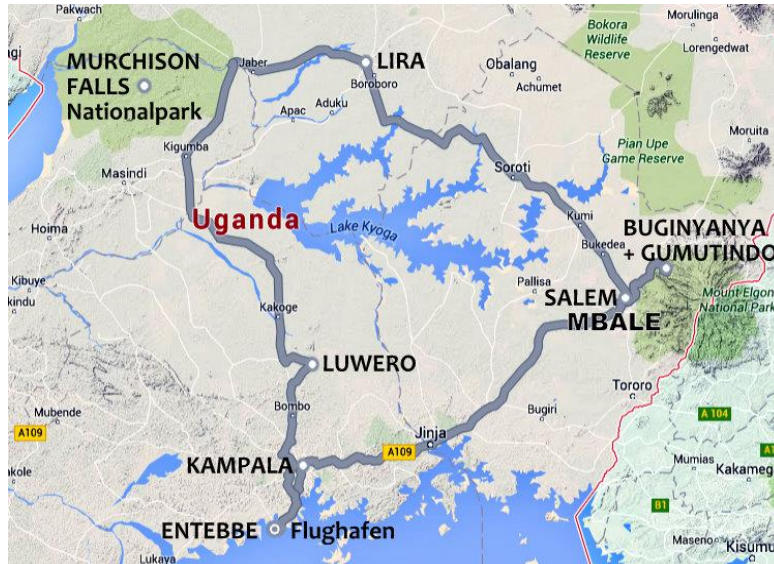 Pakwach
Bokora
Wildlife
Reserve
Morulinga
Lorengedwat
MURCHISON
FALLS
Nationalpark
Jaber
LIRA
Boroboro
Obalang
Achumet
Apac
Aduku
Kigumba
Pian Upe
Game Reserve
Moruita
Masindi
Soroti
Uganda
Lake Kyoga
Kumi
Hoima
Bukedea
BUGINYANYA
+ GUMUTINDO
Kibuye
kindu
Pallisa
SALEM
MBALE
Mount Elgon
National Park
Kakoge
LUWERO
Tororo
Mubende
Bombo
Bugiri
A 104
A109
Jinja
A109
KAMPALA
Mumias
Kakamega
akole
B1
ENTEBBE
Flughafen
Lukaya
Maseno
Kisumu